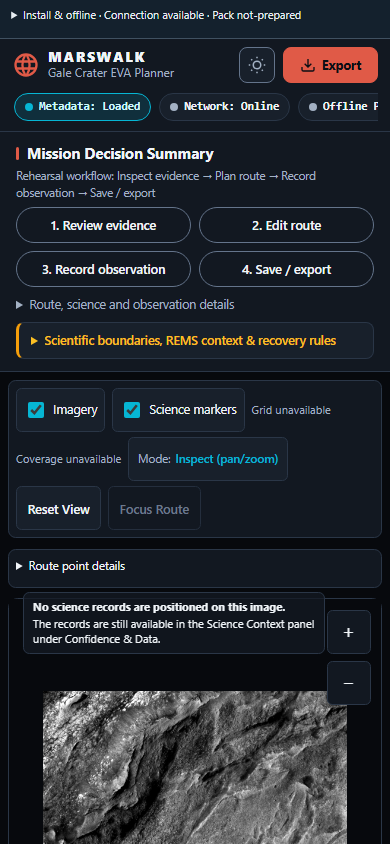 Install & offline · Connection available · Pack not-prepared
MARSWALK
Gale Crater EVA Planner
Export
Metadata: Loaded
Network: Online
Offline
Mission Decision Summary
Rehearsal workflow: Inspect evidence → Plan route → Record
observation → Save / export
1. Review evidence
2. Edit route
3. Record observation
4. Save / export
Route, science and observation details
Scientific boundaries, REMS context & recovery rules
Imagery
Science markers
Grid unavailable
Coverage unavailable
Mode: Inspect (pan/zoom)
Reset View
Focus Route
Route point details
No science records are positioned on this image.
The records are still available in the Science Context panel
under Confidence & Data.
+
−